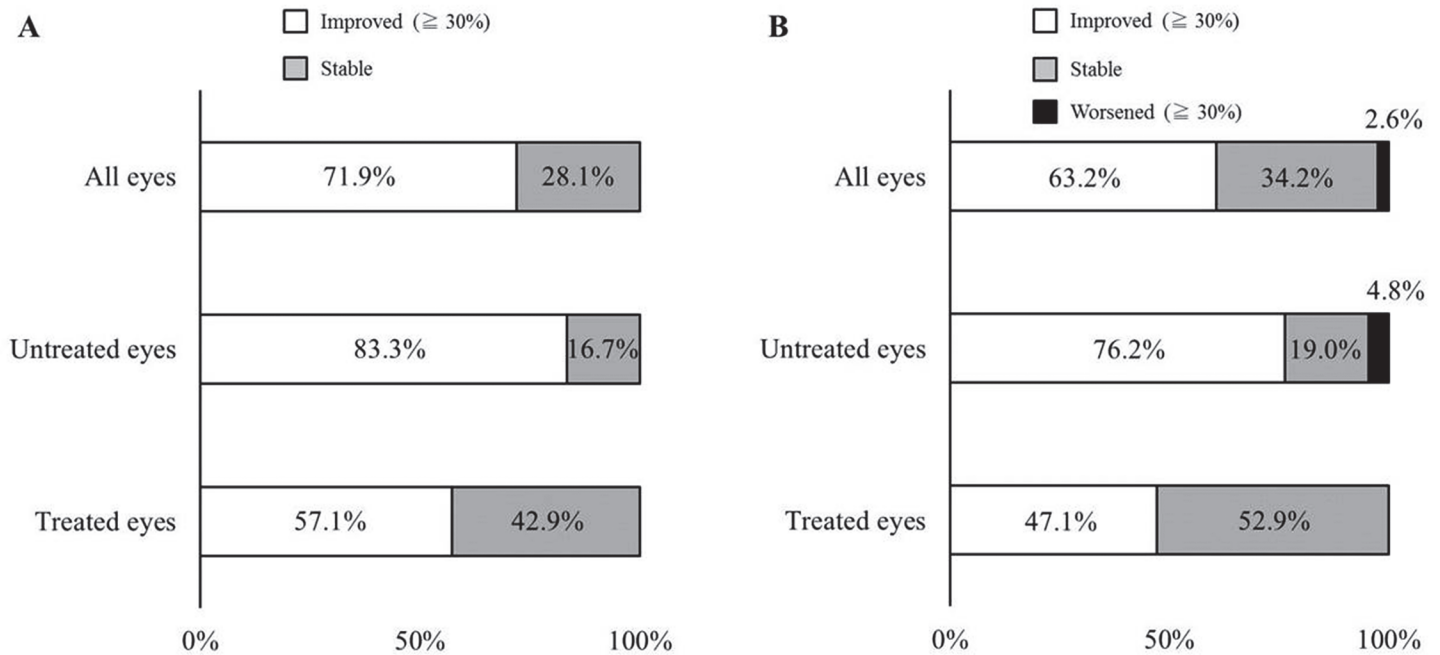 A
Improved (≧ 30%)
Stable
All eyes
71.9%
28.1%
Untreated eyes
83.3%
16.7%
Treated eyes
57.1%
42.9%
0%
50%
100%
B
Improved (≧ 30%)
Stable
Worsened (≧ 30%)
2.6%
All eyes
63.2%
34.2%
4.8%
Untreated eyes
76.2%
19.0%
Treated eyes
47.1%
52.9%
0%
50%
100%